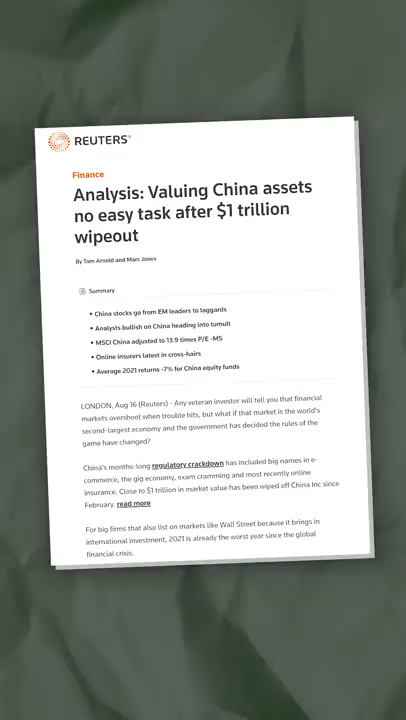 REUTERS®
Finance
Analysis: Valuing China assets
no easy task after $1 trillion
wipeout
By Tom Arnold and Marc Jones
Summary
• China stocks go from EM leaders to laggards
• Analysts bullish on China heading into tumult
• MSCI China adjusted to 13.9 times P/E -MS
• Online insurers latest in cross-hairs
• Average 2021 returns -7% for China equity funds
LONDON, Aug 16 (Reuters) - Any veteran investor will tell you that financial
markets overshoot when trouble hits, but what if that market is the world's
second-largest economy and the government has decided the rules of the
game have changed?
China's months-long regulatory crackdown has included big names in e-
commerce, the gig economy, exam cramming and most recently online
insurance. Close to $1 trillion in market value has been wiped off China Inc since
February. read more
For big firms that also list on markets like Wall Street because it brings in
international investment, 2021 is already the worst year since the global
financial crisis.